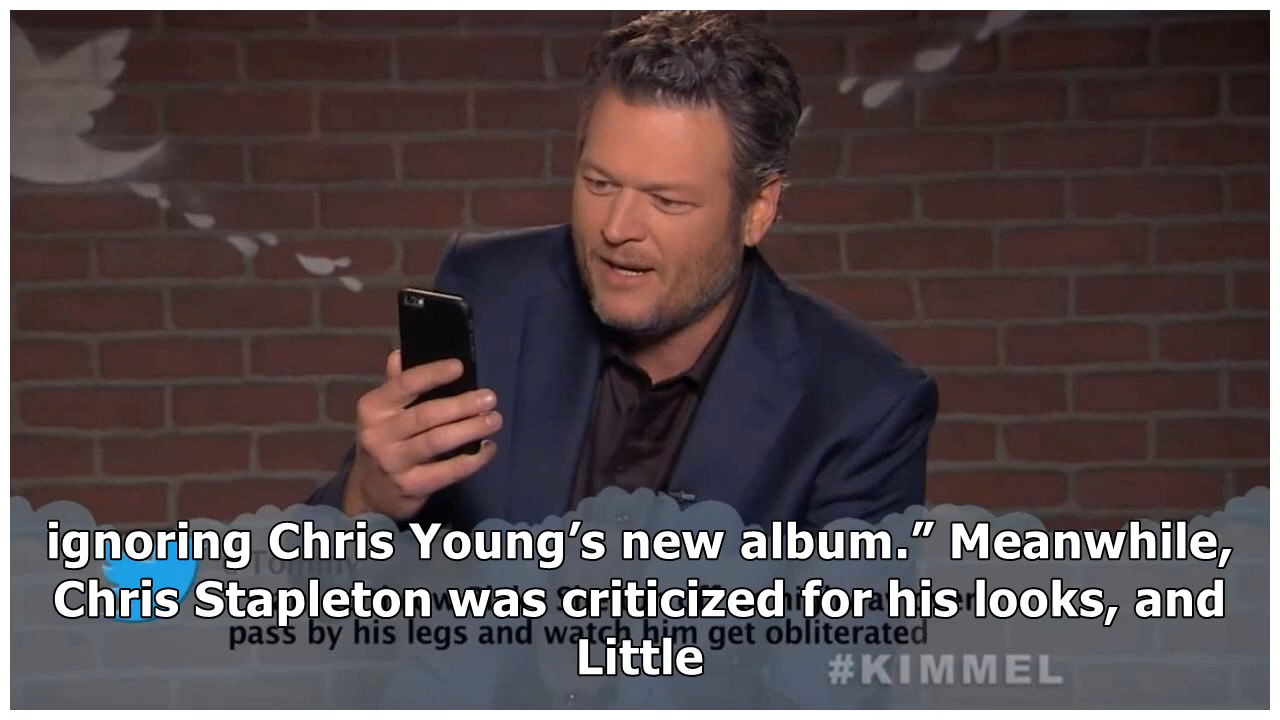 ignoring Chris Young’s new album.” Meanwhile,
Chris Stapleton was criticized for his looks, and
Little
Tommy
pass by his legs and watch him get obliterated
#KIMMEL